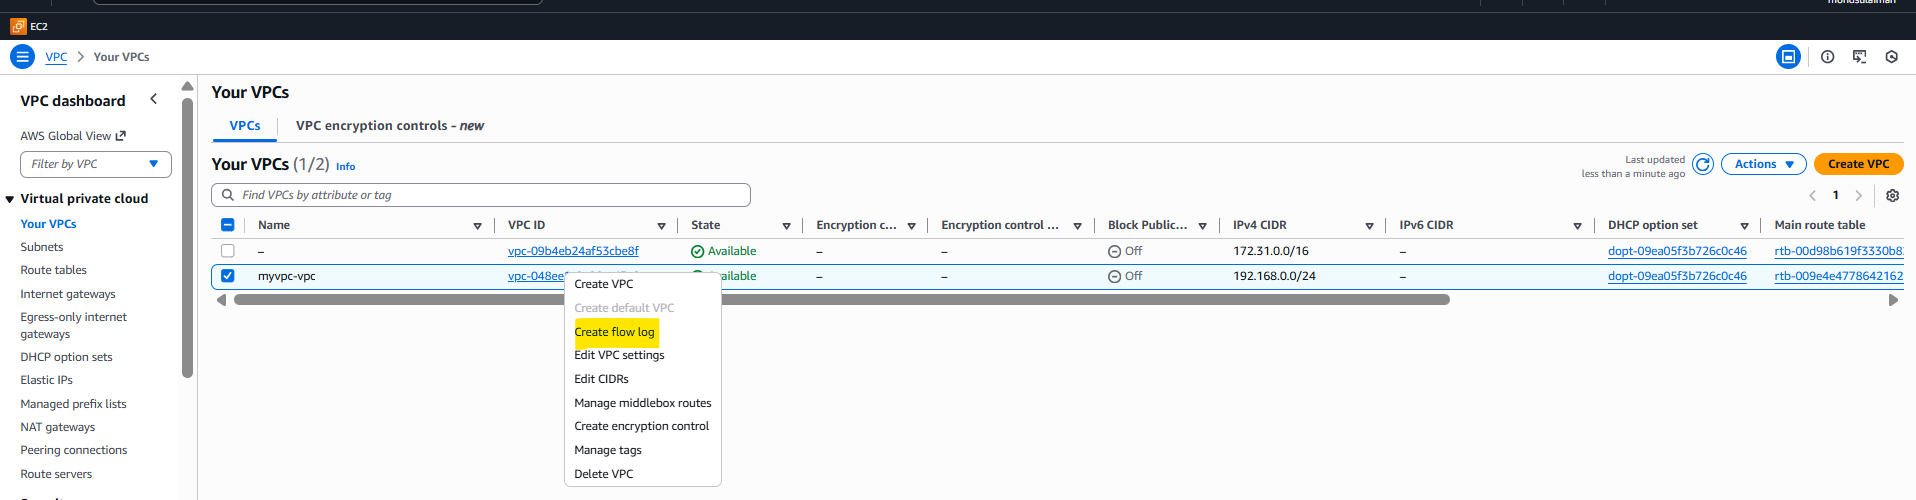 EC2
VPC > Your VPCs
VPC dashboard
AWS Global View
Filter by VPC
Virtual private cloud
Your VPCs
Subnets
Route tables
Internet gateways
Egress-only internet
gateways
DHCP option sets
Elastic IPs
Managed prefix lists
NAT gateways
Peering connections
Route servers
Your VPCs
VPCs VPC encryption controls - new
Your VPCs (1/2) Info
Last updated
less than a minute ago
Actions
Create VPC
Find VPCs by attribute or tag
1
Name VPC ID State Encryption c... Encryption control ... Block Public... IPv4 CIDR IPv6 CIDR DHCP option set Main route table
– vpc-09b4eb24af53cbe8f Available – – Off 172.31.0.0/16 – dopt-09ea05f3b726c0c46
myvpc-vpc – – Off 192.168.0.0/24 – dopt-09ea05f3b726c0c46 rtb-009e4e4778642162
Create VPC
Create default VPC
Create flow log
Edit VPC settings
Edit CIDRs
Manage middlebox routes
Create encryption control
Manage tags
Delete VPC